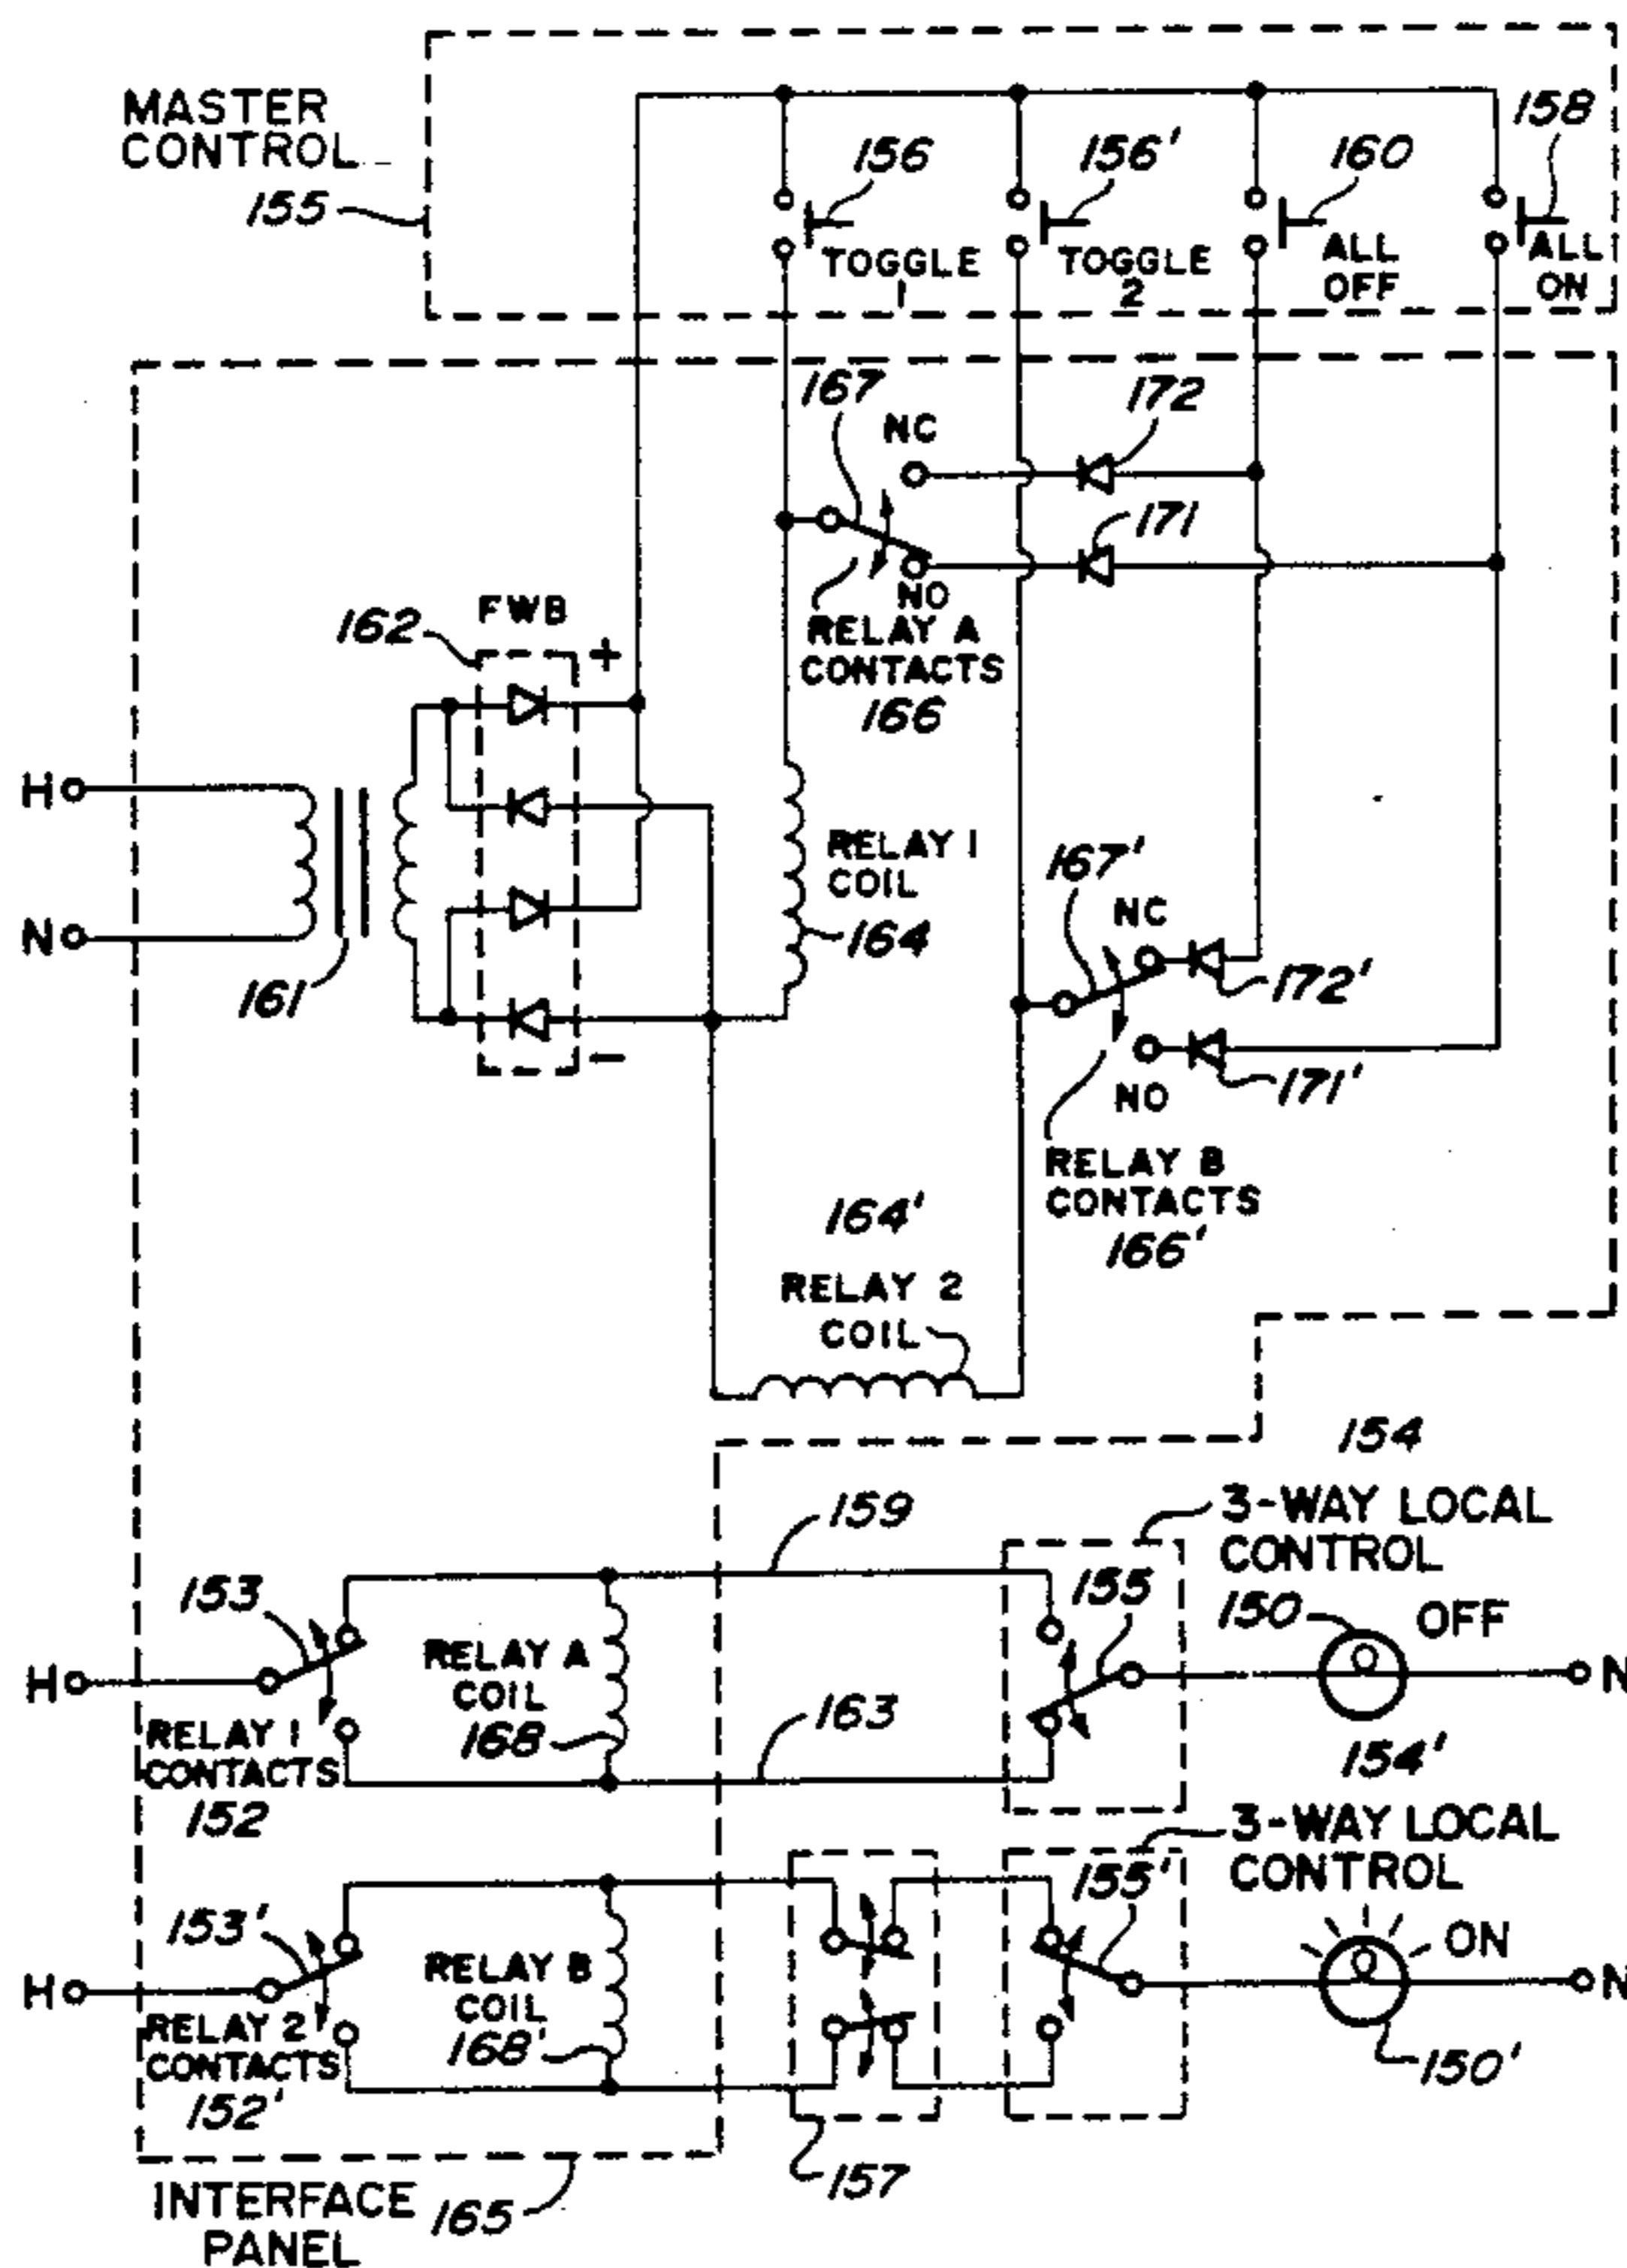 MASTER
CONTROL
155
156
156'
160
158
TOGGLE
1
TOGGLE
2
ALL
OFF
ALL
ON
167
NC
172
171
NO
RELAY A
CONTACTS
166
162
FWB
+
H
N
161
-
RELAY 1
COIL
164
167'
NC
172'
171'
NO
RELAY B
CONTACTS
166'
164'
RELAY 2
COIL
154
3-WAY LOCAL
CONTROL
159
153
155
150
OFF
H
RELAY A
COIL
168
163
N
RELAY 1
CONTACTS
152
154'
3-WAY LOCAL
CONTROL
153'
155'
ON
H
RELAY B
COIL
168'
N
RELAY 2
CONTACTS
152'
150'
157
INTERFACE
PANEL
165